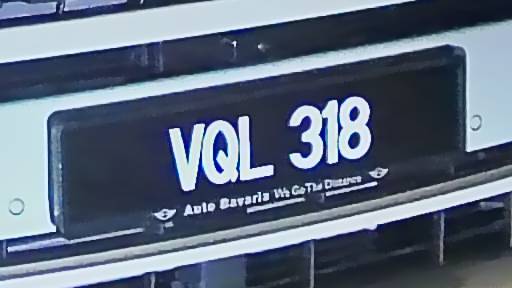 VQL 318
Auto Bavaria We Go The Distance